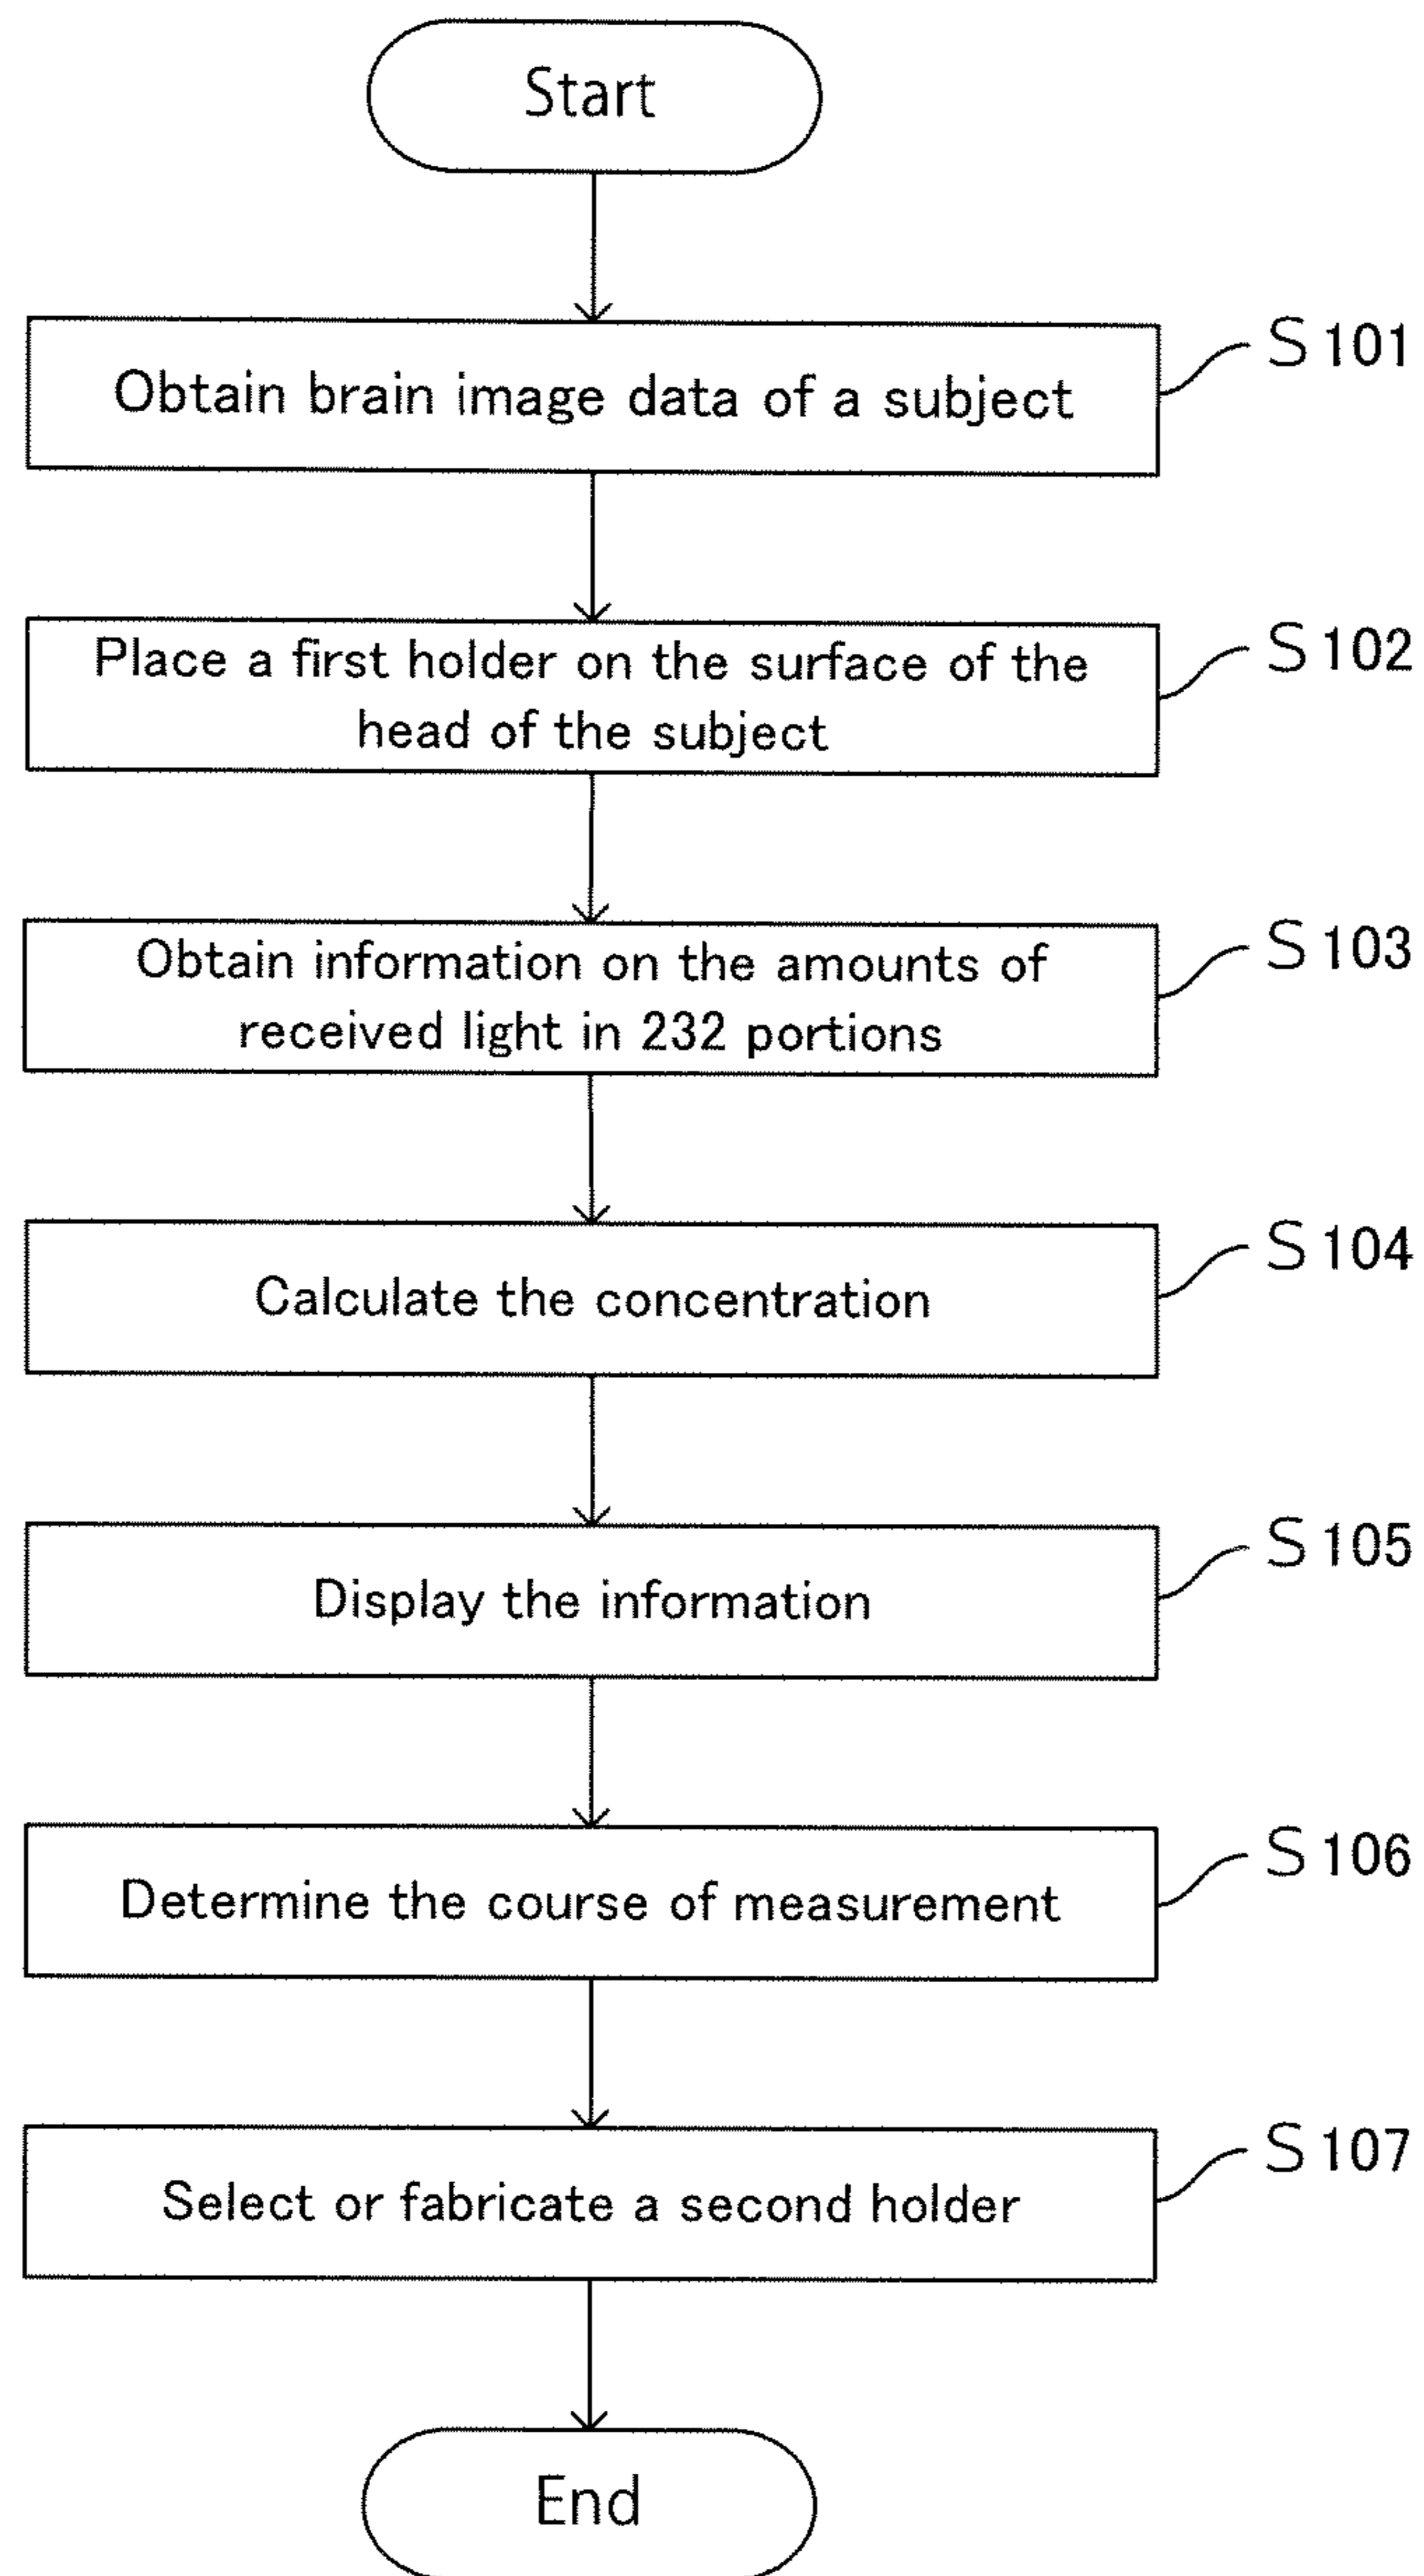 Start
Obtain brain image data of a subject
S101
Place a first holder on the surface of the
head of the subject
S102
Obtain information on the amounts of
received light in 232 portions
S103
Calculate the concentration
S104
Display the information
S105
Determine the course of measurement
S106
Select or fabricate a second holder
S107
End